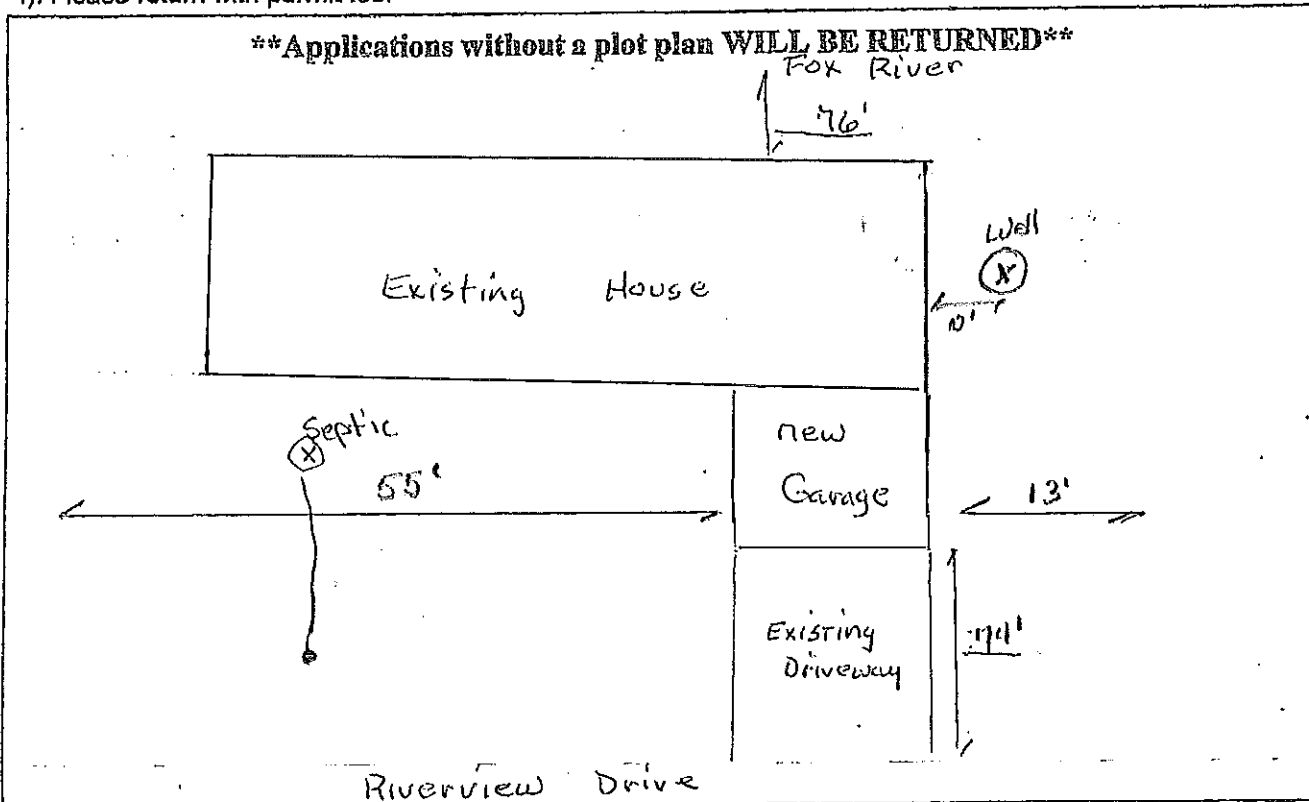 **Applications without a plot plan WILL BE RETURNED**
Fox River
76'
Well
Existing House
Septic
55'
new
Garage
13'
Existing
Driveway
Riverview Drive